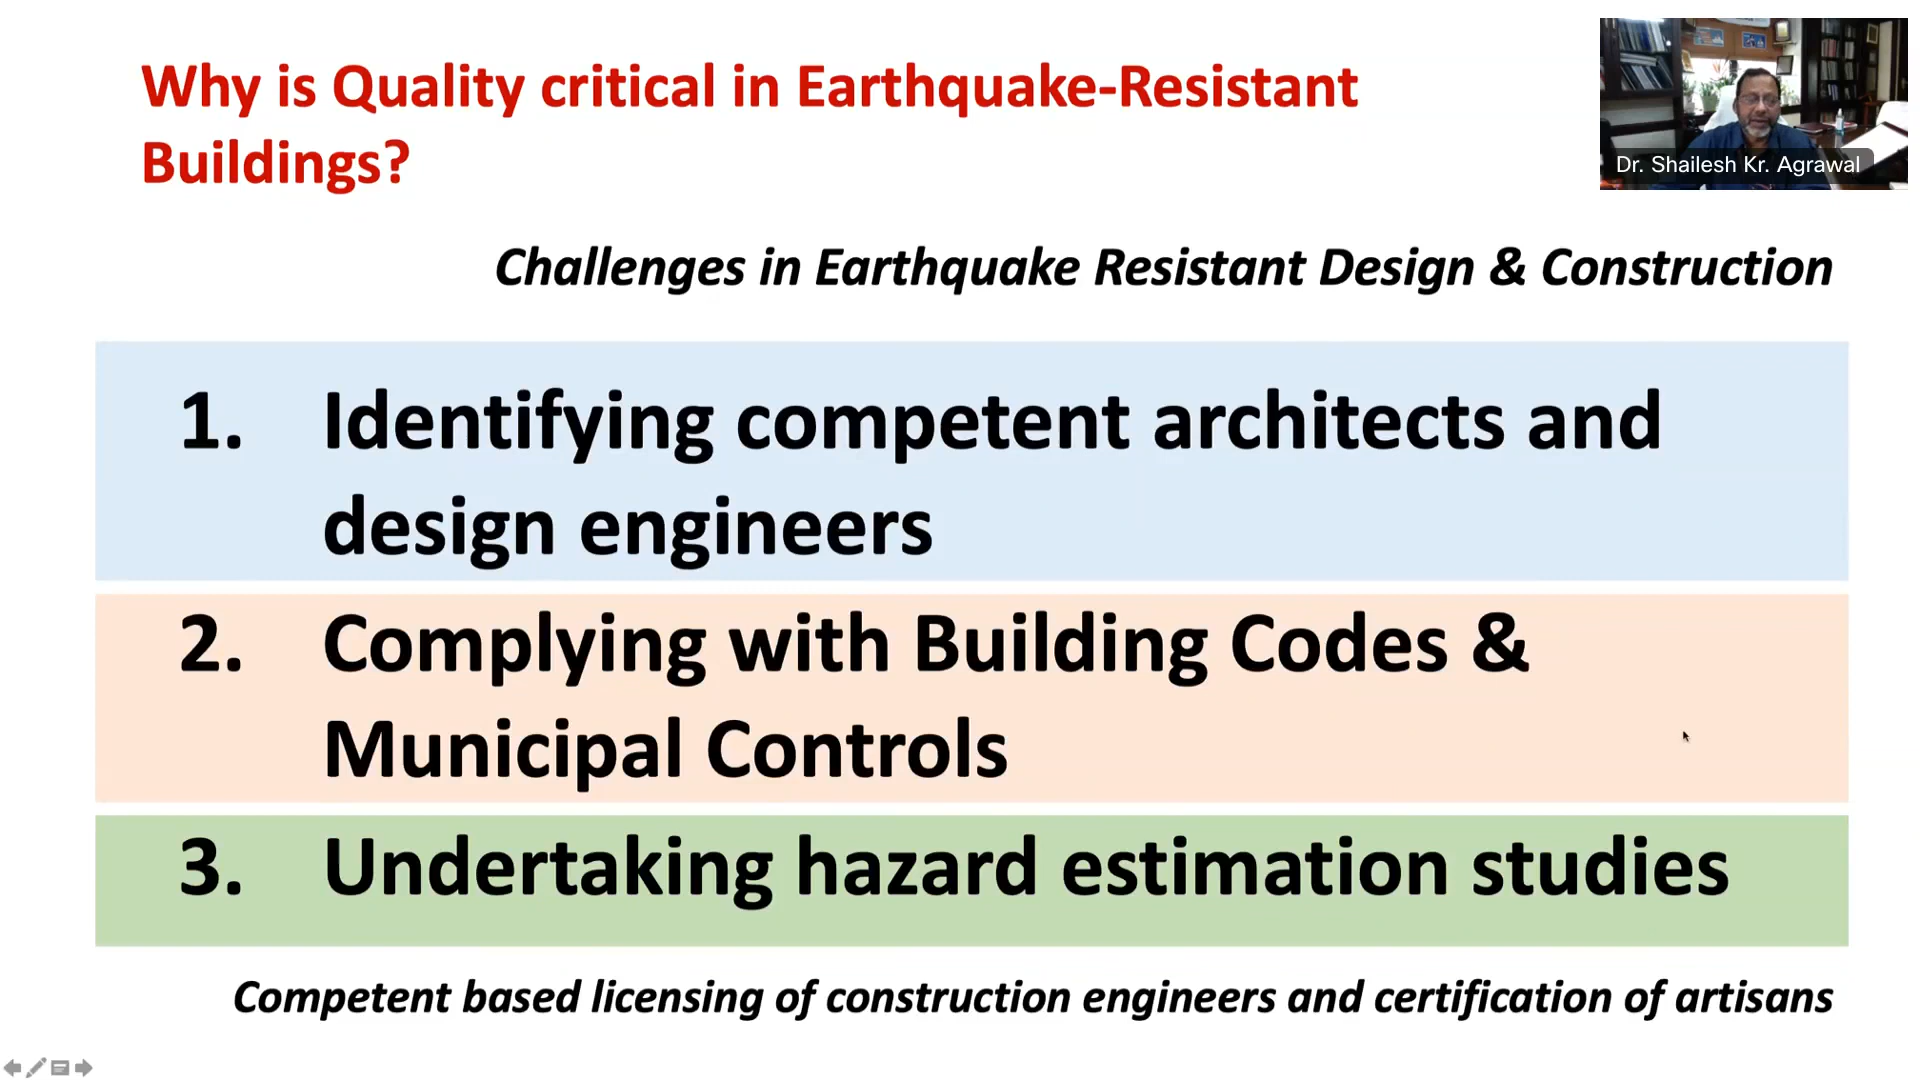 Why is Quality critical in Earthquake-Resistant
Buildings?
Dr. Shailesh Kr. Agrawal
Challenges in Earthquake Resistant Design & Construction
1. Identifying competent architects and
design engineers
2. Complying with Building Codes &
Municipal Controls
3. Undertaking hazard estimation studies
Competent based licensing of construction engineers and certification of artisans